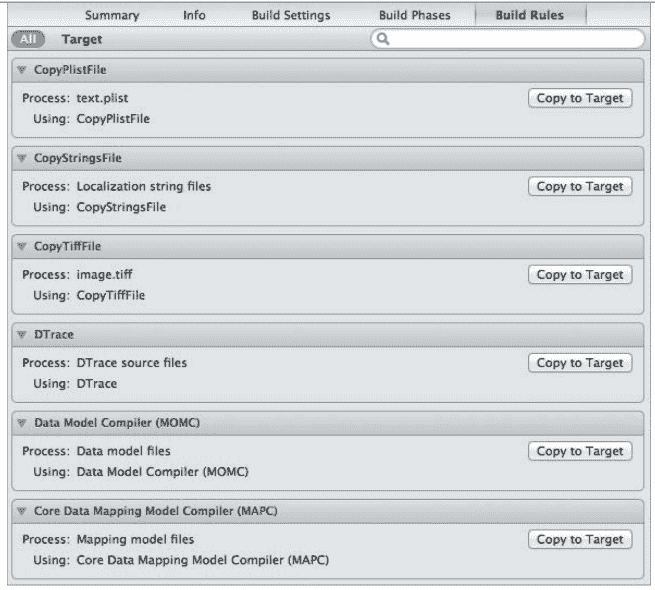 Summary Info Build Settings Build Phases Build Rules
All Target
CopyPlistFile
Process: text.plist Copy to Target
Using: CopyPlistFile
CopyStringsFile
Process: Localization string files Copy to Target
Using: CopyStringsFile
CopyTiffFile
Process: image.tiff Copy to Target
Using: CopyTiffFile
DTrace
Process: DTrace source files Copy to Target
Using: DTrace
Data Model Compiler (MOMC)
Process: Data model files Copy to Target
Using: Data Model Compiler (MOMC)
Core Data Mapping Model Compiler (MAPC)
Process: Mapping model files Copy to Target
Using: Core Data Mapping Model Compiler (MAPC)